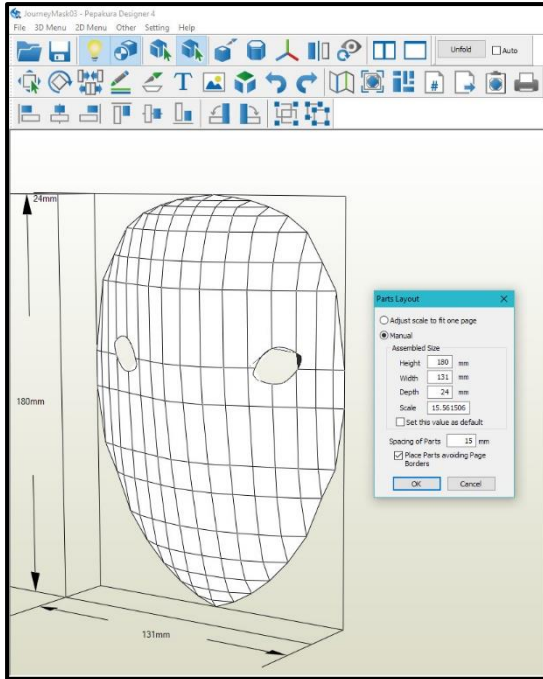 JourneyMask03 - Pepakura Designer 4
File 3D Menu 2D Menu Other Setting Help
Unfold Auto
T #
24mm
180mm
131mm
Parts Layout
Adjust scale to fit one page
Manual
Assembled Size
Height 180 mm
Width 131 mm
Depth 24 mm
Scale 15.561506
Set this value as default
Spacing of Parts 15 mm
Place Parts avoiding Page
Borders
OK Cancel